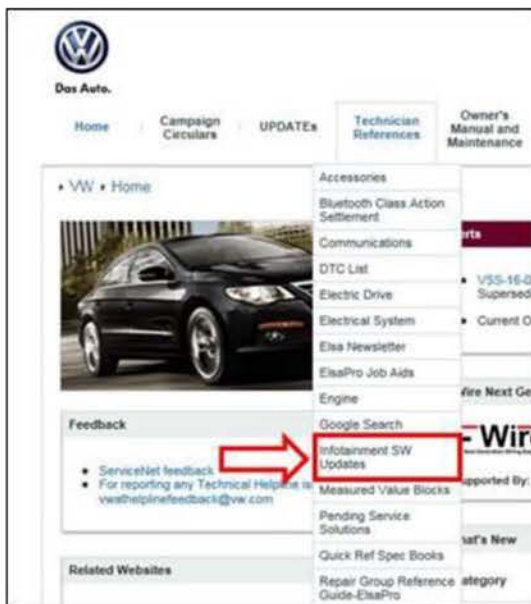 Das Auto.
Home
Campaign
Circulars
UPDATEs
Technician
References
Owner's
Manual and
Maintenance
VW
Home
Accessories
Bluetooth Class Action
Settlement
Communications
DTC List
Electric Drive
Electrical System
Elsa Newsletter
ElsaPro Job Aids
Engine
Google Search
Infotainment SW
Updates
Measured Value Blocks
Pending Service
Solutions
Quick Ref Spec Books
Repair Group Reference
Guide-ElsaPro
erts
VSS-16-0
Supersed
Current O
Wire Next Ge
- Wir
upported By:
hat's New
ategory
Feedback
ServiceNet feedback
For reporting any Technical Helpline is
vwathelplinefeedback@vw.com
Related Websites